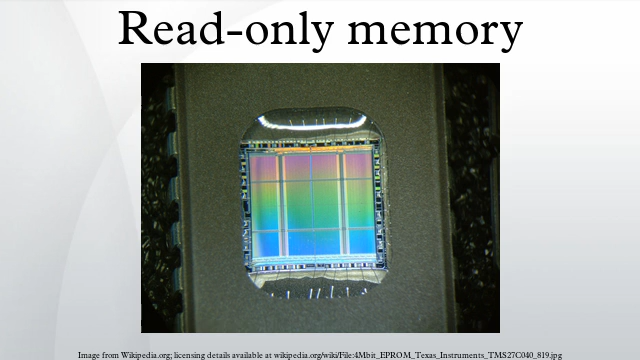 Read-only memory
Image from Wikipedia.org; licensing details available at wikipedia.org/wiki/File:4Mbit_EPROM_Texas_Instruments_TMS27C040_819.jpg